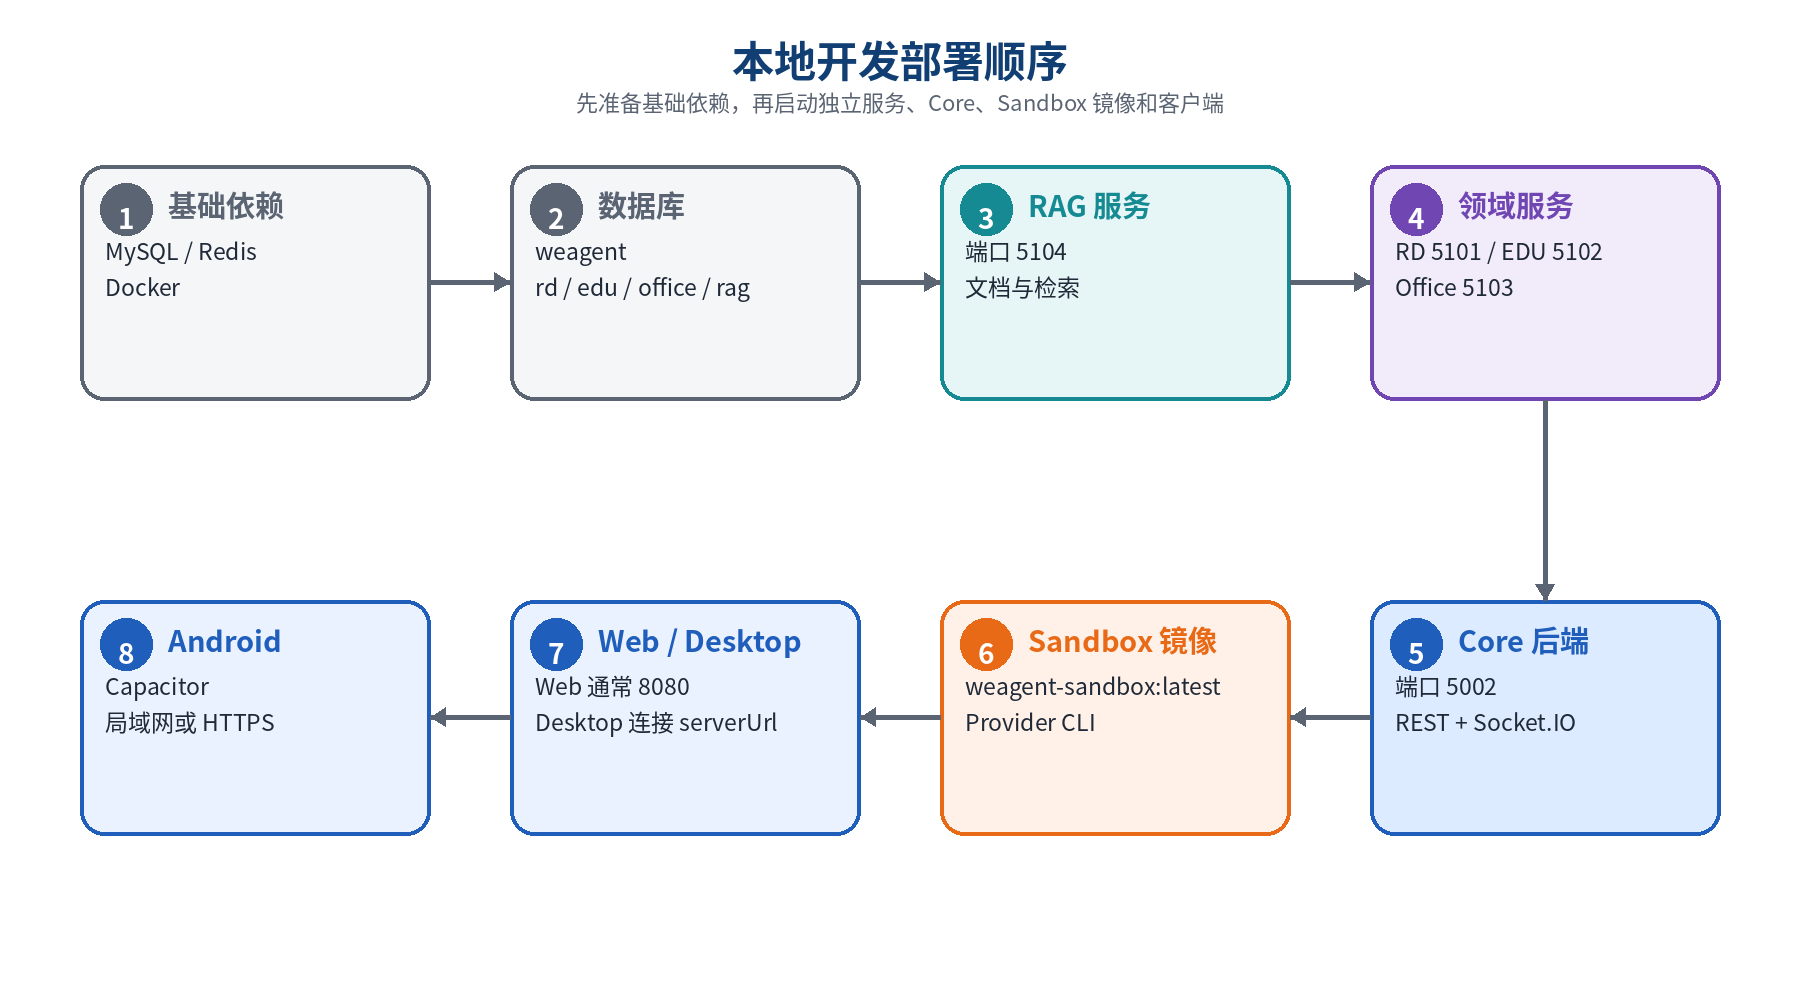 本地开发部署顺序
先准备基础依赖，再启动独立服务、Core、Sandbox 镜像和客户端
1 基础依赖
MySQL / Redis
Docker
2 数据库
weagent
rd / edu / office / rag
3 RAG 服务
端口 5104
文档与检索
4 领域服务
RD 5101 / EDU 5102
Office 5103
5 Core 后端
端口 5002
REST + Socket.IO
6 Sandbox 镜像
weagent-sandbox:latest
Provider CLI
7 Web / Desktop
Web 通常 8080
Desktop 连接 serverUrl
8 Android
Capacitor
局域网或 HTTPS